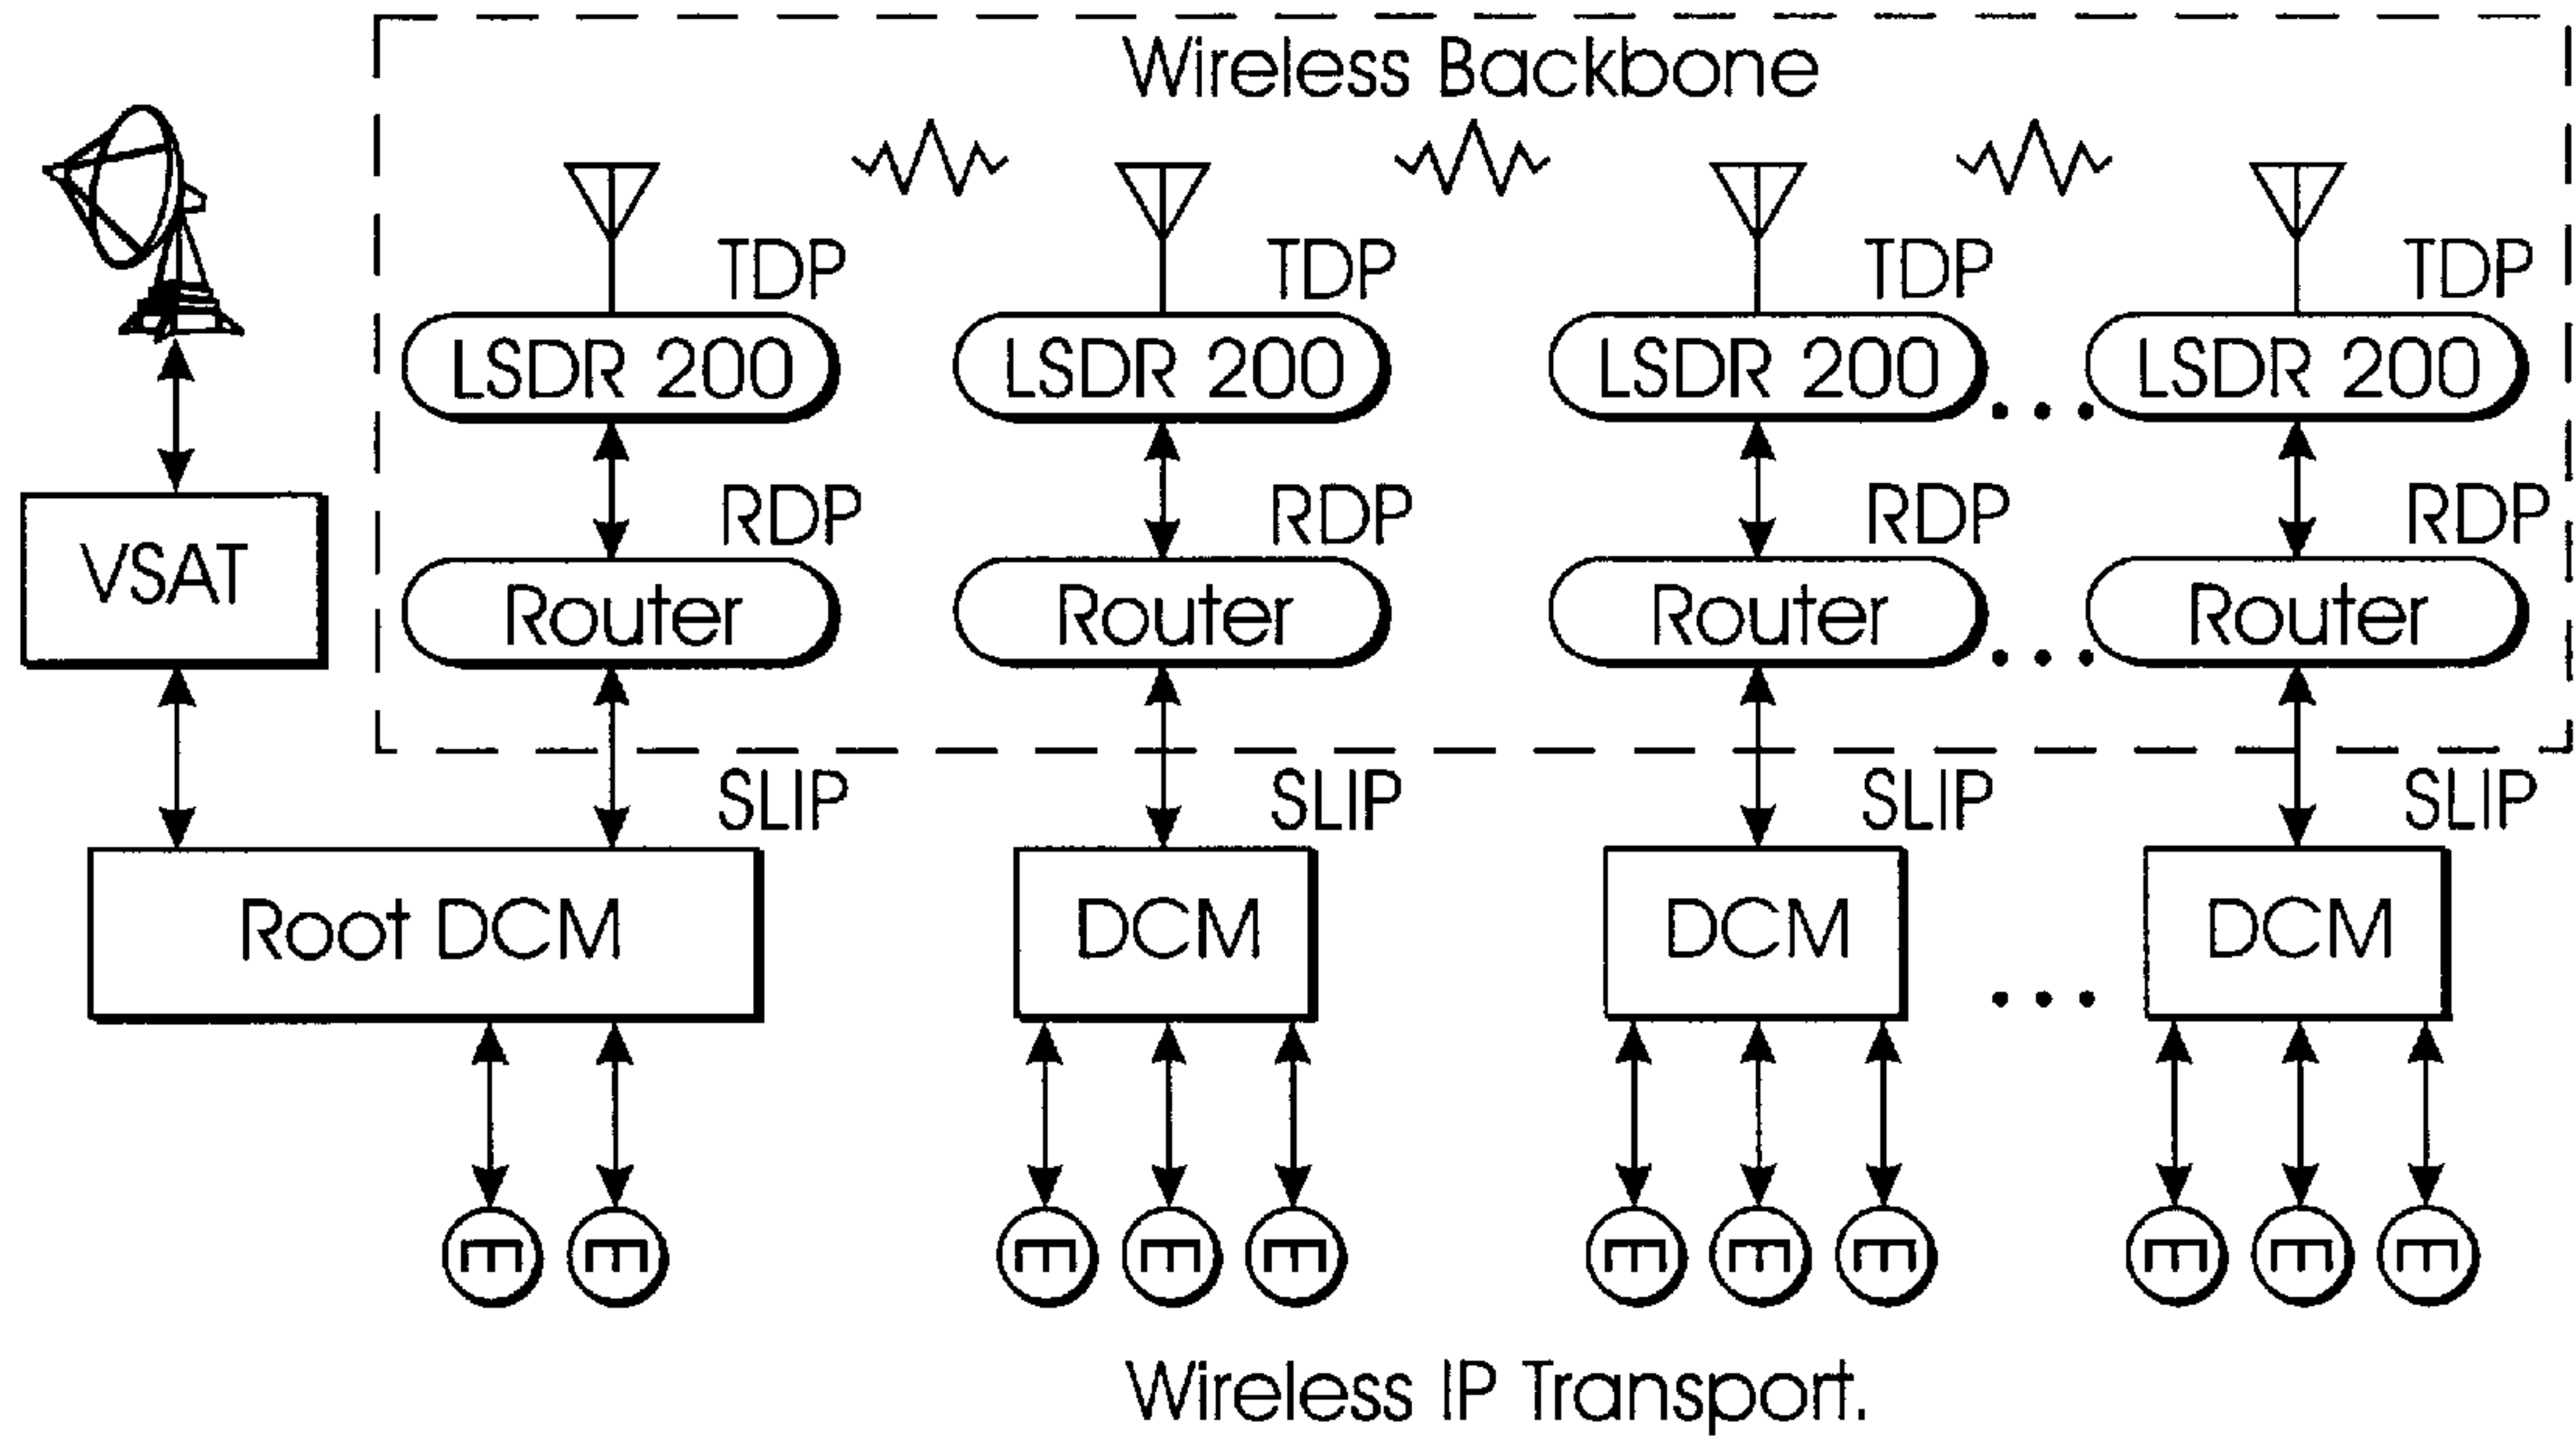 Wireless Backbone
TDP TDP TDP TDP
LSDR 200 LSDR 200 LSDR 200 ... LSDR 200
RDP RDP RDP RDP
VSAT Router Router Router ... Router
SLIP SLIP SLIP SLIP
Root DCM DCM DCM ... DCM
E E E E E E E E E E E
Wireless IP Transport.